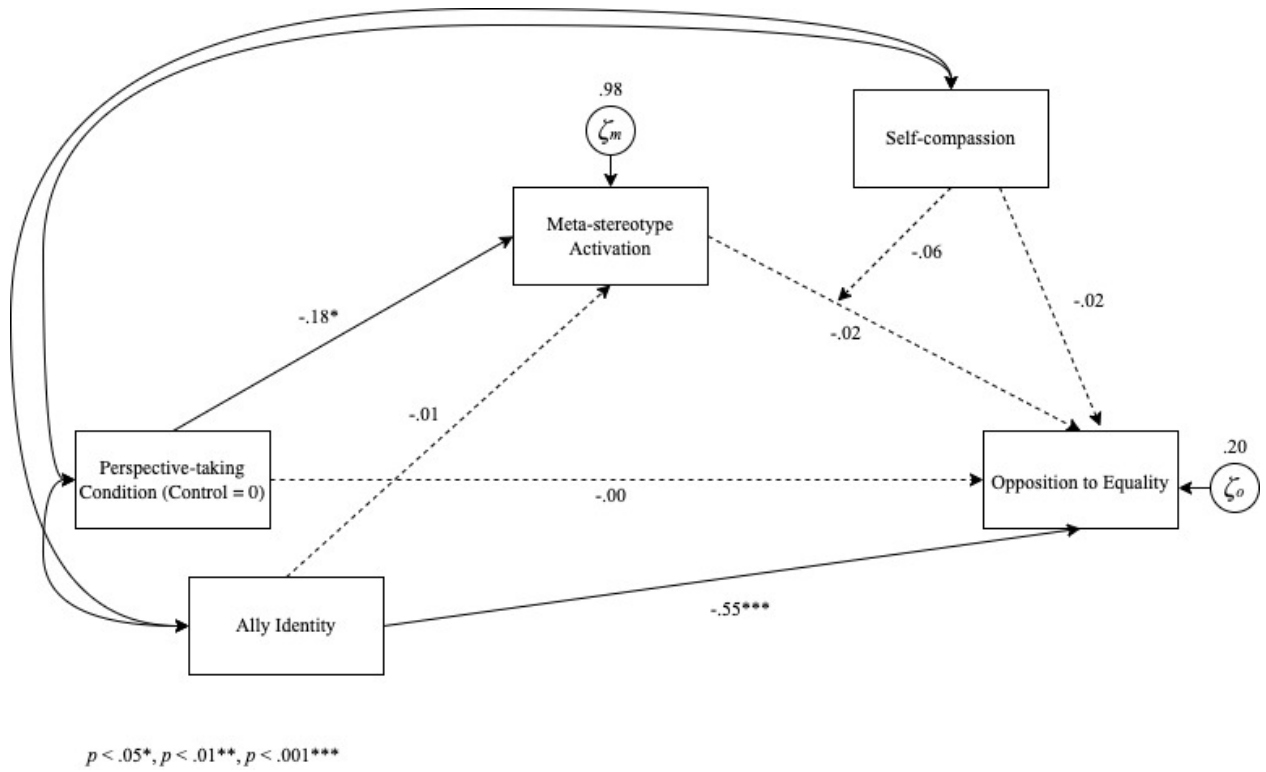 .98
ζm
Self-compassion
Meta-stereotype
Activation
-.06
-.02
-.18*
-.02
-.01
Perspective-taking
Condition (Control = 0)
-.00
Opposition to Equality
.20
ζo
-.55***
Ally Identity
p < .05*, p < .01**, p < .001***